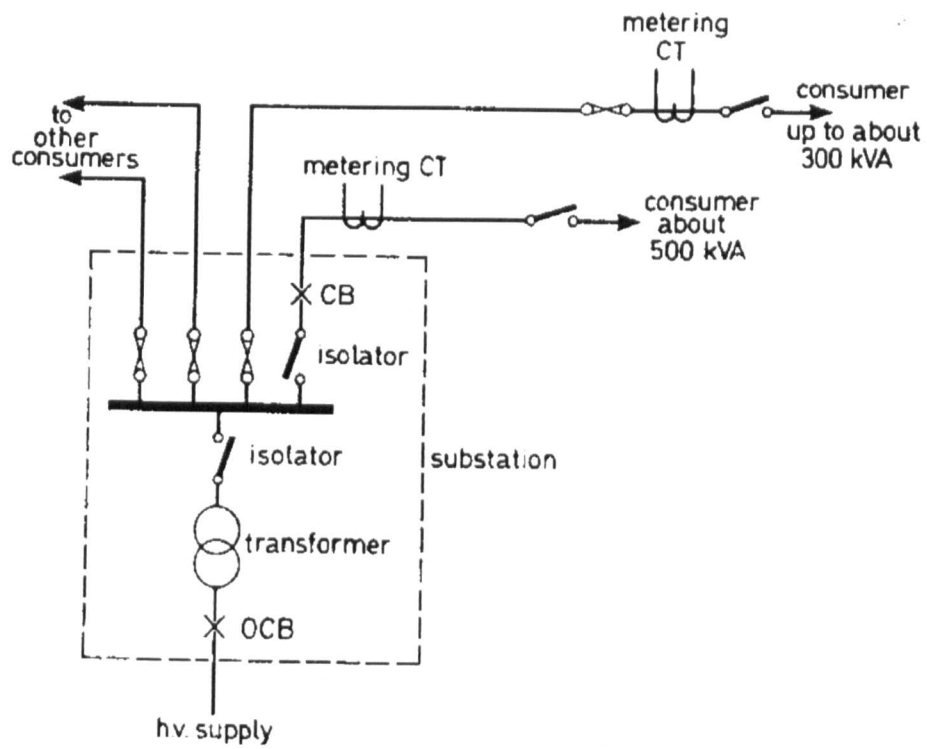 metering
CT
consumer
up to about
300 kVA
to
other
consumers
metering CT
consumer
about
500 kVA
CB
isolator
isolator
substation
transformer
OCB
h.v. supply